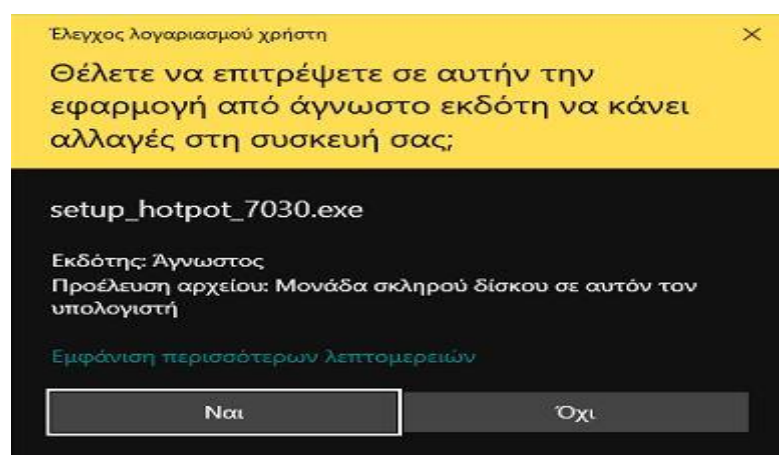 Έλεγχος λογαριασμού χρήστη
Θέλετε να επιτρέψετε σε αυτήν την
εφαρμογή από άγνωστο εκδότη να κάνει
αλλαγές στη συσκευή σας;
setup_hotpot_7030.exe
Εκδότης: Άγνωστος
Προέλευση αρχείου: Μονάδα σκληρού δίσκου σε αυτόν τον
υπολογιστή
Εμφάνιση περισσότερων λεπτομερειών
Ναι
Όχι